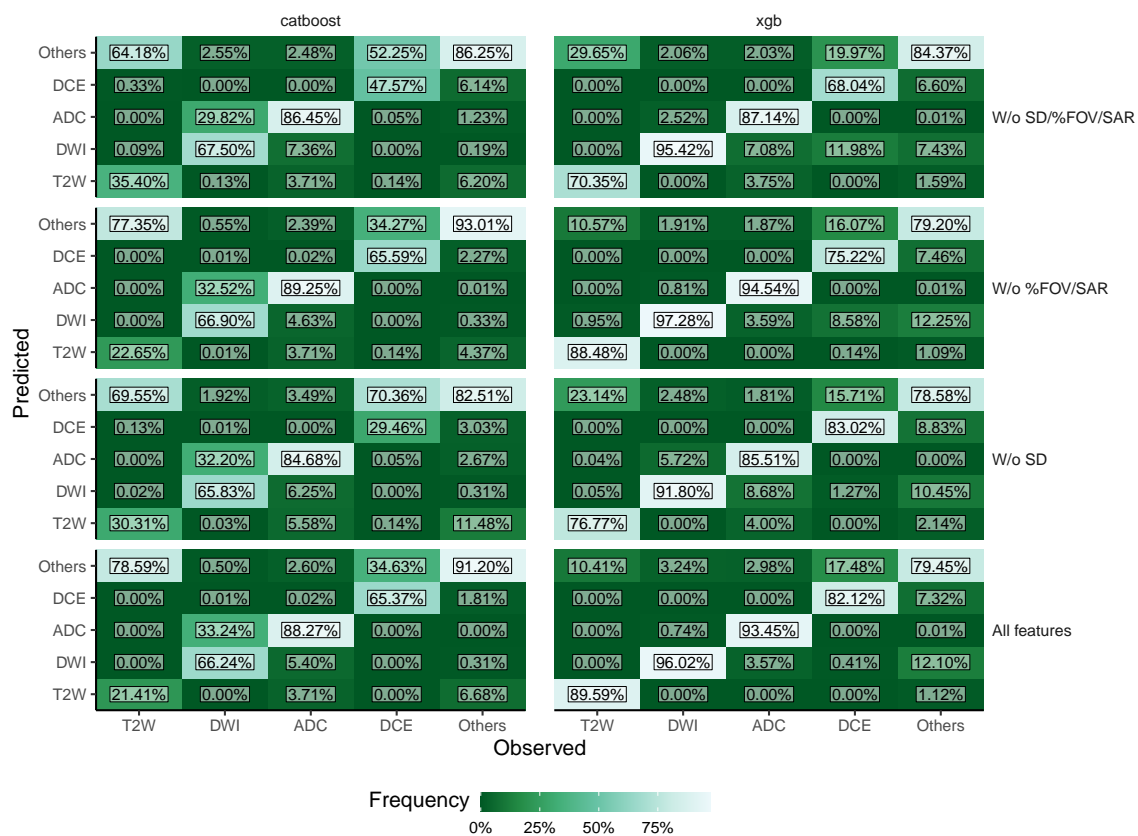 catboost xgb
Others 64.18% 2.55% 2.48% 52.25% 86.25% 29.65% 2.06% 2.03% 19.97% 84.37%
DCE 0.33% 0.00% 0.00% 47.57% 6.14% 0.00% 0.00% 0.00% 68.04% 6.60%
ADC 0.00% 29.82% 86.45% 0.05% 1.23% 0.00% 2.52% 87.14% 0.00% 0.01% W/o SD/%FOV/SAR
DWI 0.09% 67.50% 7.36% 0.00% 0.19% 0.00% 95.42% 7.08% 11.98% 7.43%
T2W 35.40% 0.13% 3.71% 0.14% 6.20% 70.35% 0.00% 3.75% 0.00% 1.59%
Others 77.35% 0.55% 2.39% 34.27% 93.01% 10.57% 1.91% 1.87% 16.07% 79.20%
DCE 0.00% 0.01% 0.02% 65.59% 2.27% 0.00% 0.00% 0.00% 75.22% 7.46%
ADC 0.00% 32.52% 89.25% 0.00% 0.01% 0.00% 0.81% 94.54% 0.00% 0.01% W/o %FOV/SAR
DWI 0.00% 66.90% 4.63% 0.00% 0.33% 0.95% 97.28% 3.59% 8.58% 12.25%
T2W 22.65% 0.01% 3.71% 0.14% 4.37% 88.48% 0.00% 0.00% 0.14% 1.09%
Predicted
Others 69.55% 1.92% 3.49% 70.36% 82.51% 23.14% 2.48% 1.81% 15.71% 78.58%
DCE 0.13% 0.01% 0.00% 29.46% 3.03% 0.00% 0.00% 0.00% 83.02% 8.83%
ADC 0.00% 32.20% 84.68% 0.05% 2.67% 0.04% 5.72% 85.51% 0.00% 0.00% W/o SD
DWI 0.02% 65.83% 6.25% 0.00% 0.31% 0.05% 91.80% 8.68% 1.27% 10.45%
T2W 30.31% 0.03% 5.58% 0.14% 11.48% 76.77% 0.00% 4.00% 0.00% 2.14%
Others 78.59% 0.50% 2.60% 34.63% 91.20% 10.41% 3.24% 2.98% 17.48% 79.45%
DCE 0.00% 0.01% 0.02% 65.37% 1.81% 0.00% 0.00% 0.00% 82.12% 7.32%
ADC 0.00% 33.24% 88.27% 0.00% 0.00% 0.00% 0.74% 93.45% 0.00% 0.01% All features
DWI 0.00% 66.24% 5.40% 0.00% 0.31% 0.00% 96.02% 3.57% 0.41% 12.10%
T2W 21.41% 0.00% 3.71% 0.00% 6.68% 89.59% 0.00% 0.00% 0.00% 1.12%
T2W DWI ADC DCE Others T2W DWI ADC DCE Others
Observed
Frequency
0% 25% 50% 75%